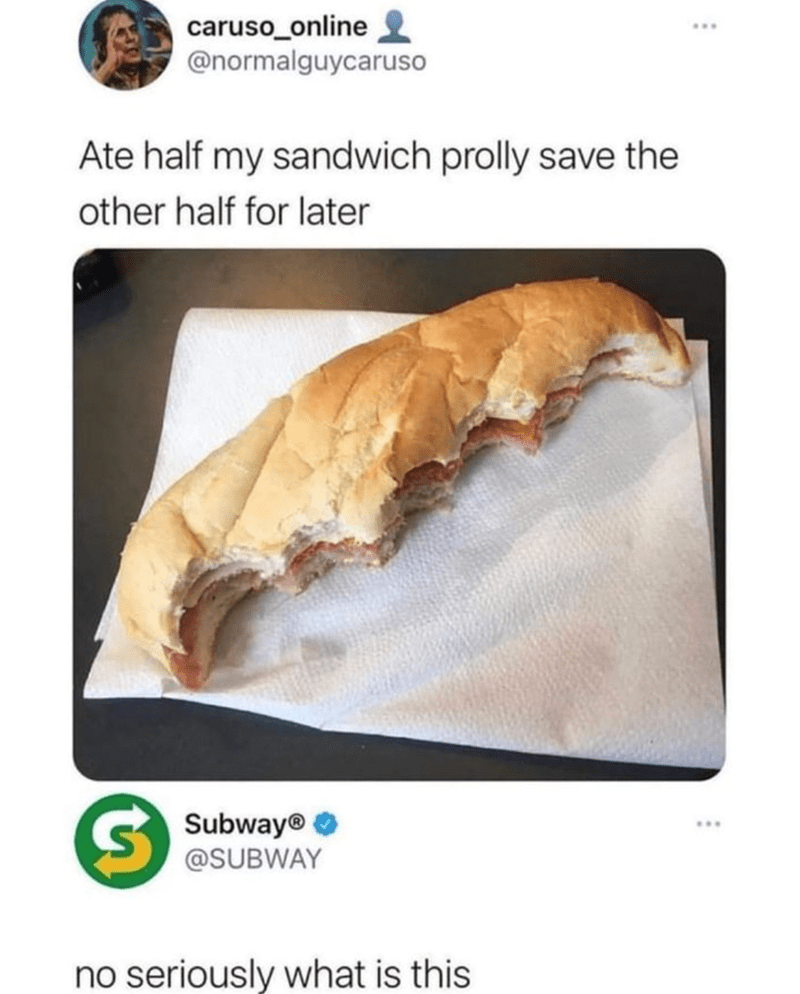 caruso_online 👤
@normalguycaruso
Ate half my sandwich prolly save the
other half for later
Subway®
@SUBWAY
no seriously what is this